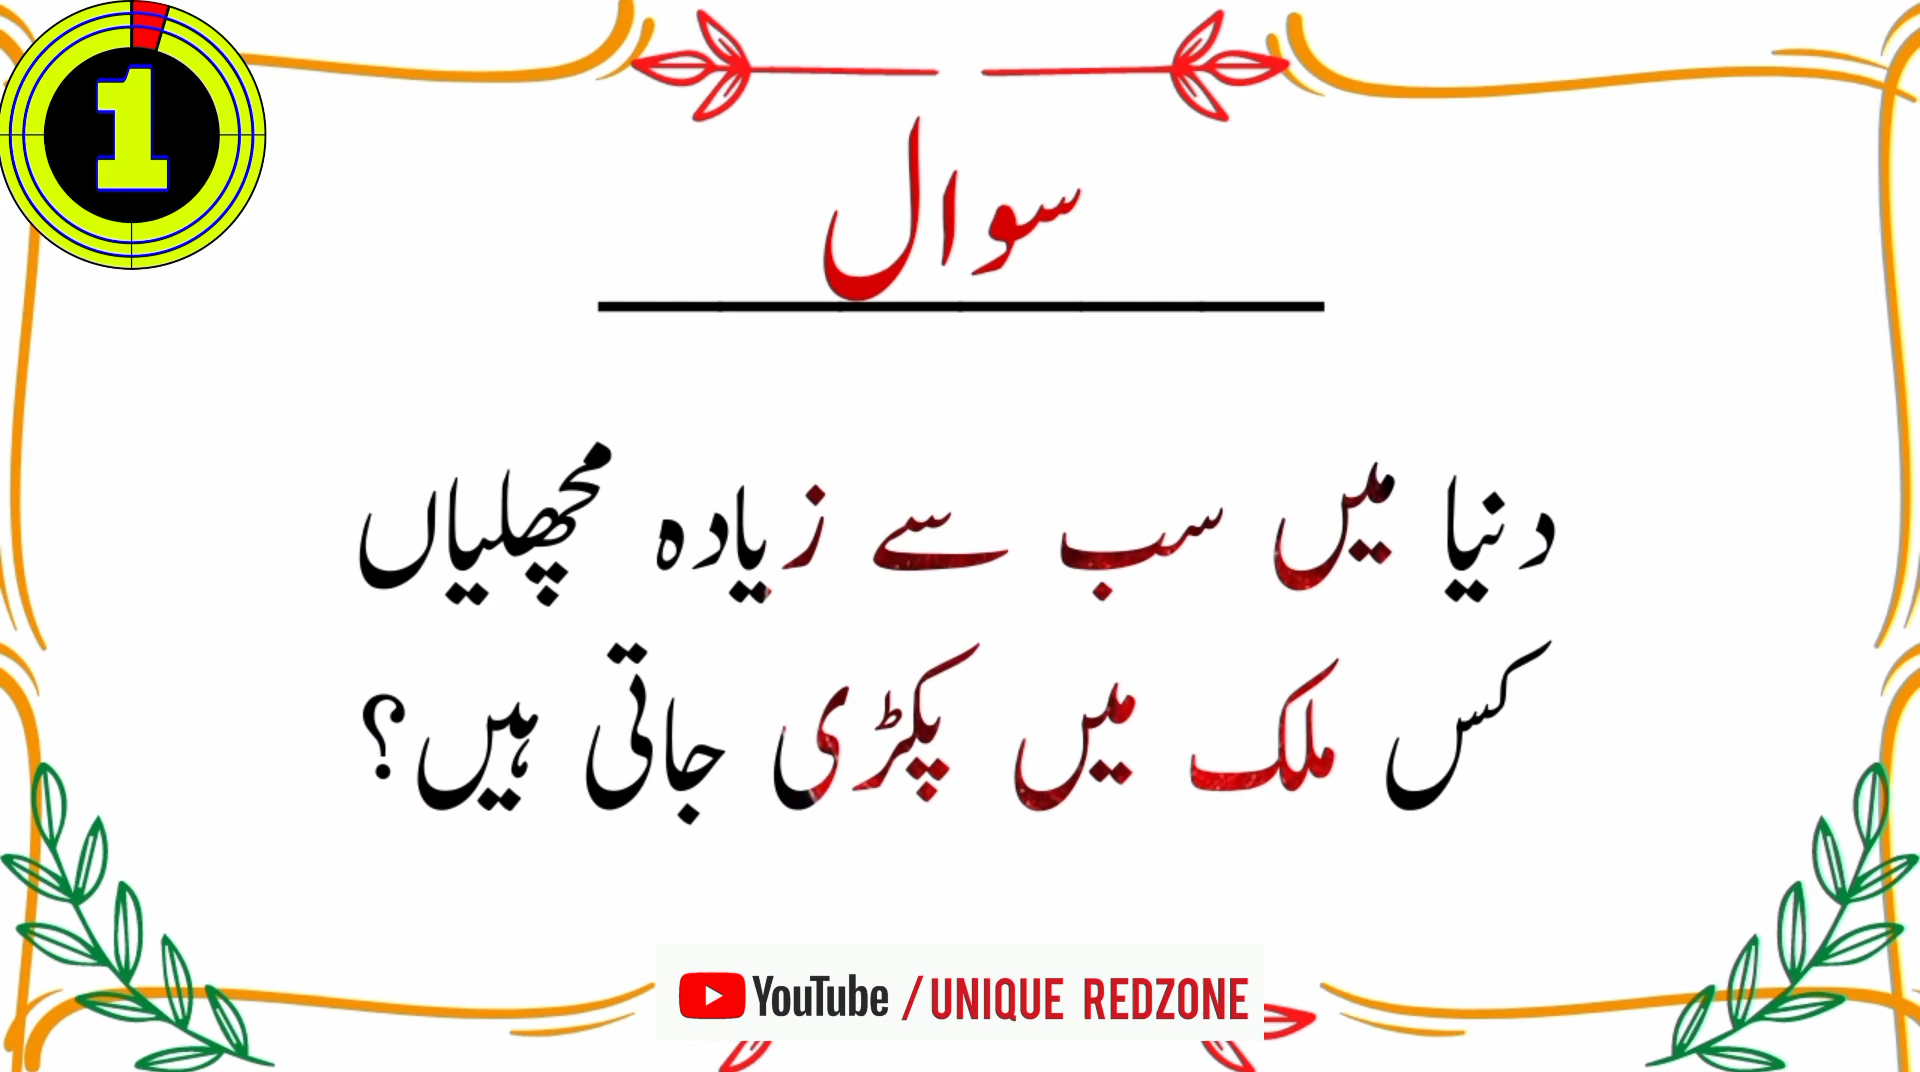 1
سوال
دنیا میں سب سے زیادہ مچھلیاں
کس ملک میں پکڑی جاتی ہیں؟
YouTube / UNIQUE REDZONE